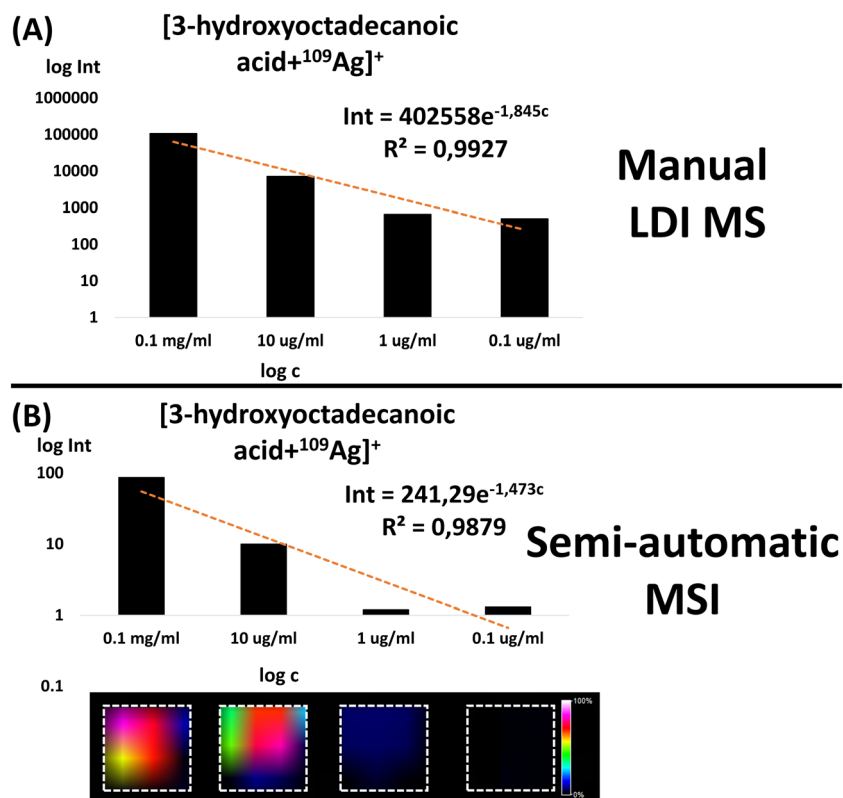 (A)
[3-hydroxyoctadecanoic
acid+¹⁰⁹Ag]⁺
log Int
1000000
100000
10000
1000
100
10
1
Int = 402558e⁻¹,⁸⁴⁵ᶜ
R² = 0,9927
Manual
LDI MS
0.1 mg/ml 10 ug/ml 1 ug/ml 0.1 ug/ml
log c
(B)
[3-hydroxyoctadecanoic
acid+¹⁰⁹Ag]⁺
log Int
100
10
1
Int = 241,29e⁻¹,⁴⁷³ᶜ
R² = 0,9879
Semi-automatic
MSI
0.1 mg/ml 10 ug/ml 1 ug/ml 0.1 ug/ml
log c
0.1
100%
0%